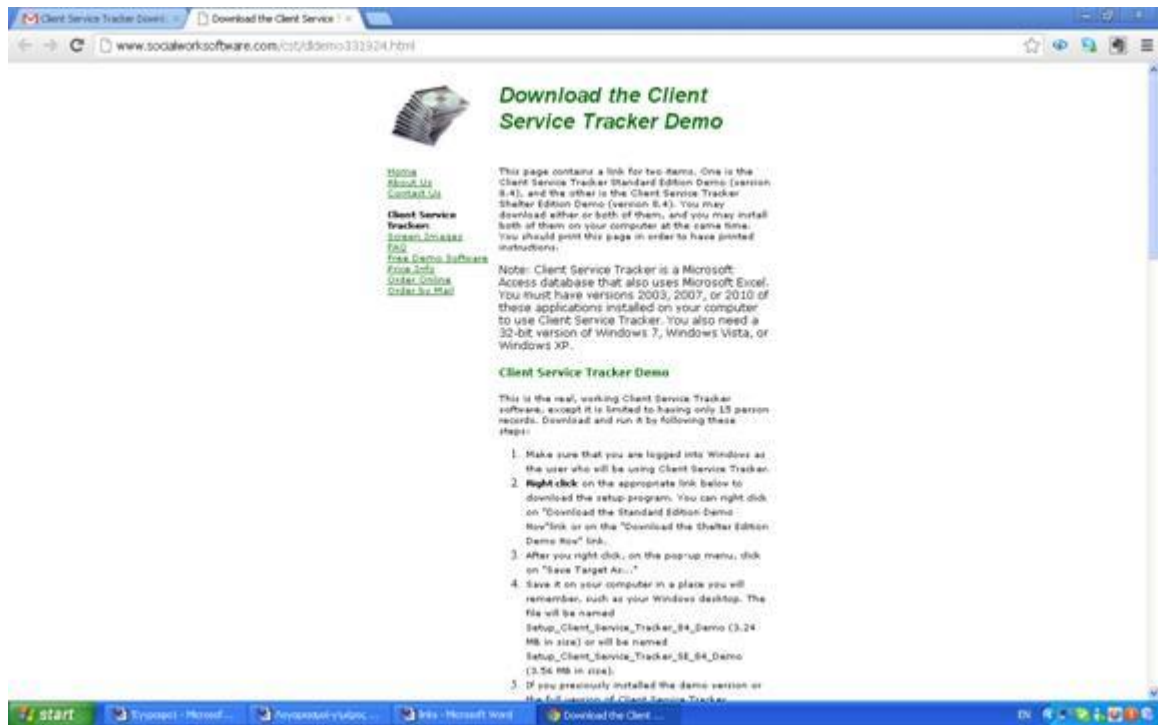 Client Service Tracker Downl
Download the Client Service T
www.socialworksoftware.com/cst/dldemo331924.html
Download the Client
Service Tracker Demo
Home
About Us
Contact Us
Client Service
Tracker:
Screen Images
FAQ
Free Demo Software
Price Info
Order Online
Order by Mail
This page contains a link for two items. One is the
Client Service Tracker Standard Edition Demo (version
8.4), and the other is the Client Service Tracker
Shelter Edition Demo (version 8.4). You may
download either or both of them, and you may install
both of them on your computer at the same time.
You should print this page in order to have printed
instructions.
Note: Client Service Tracker is a Microsoft
Access database that also uses Microsoft Excel.
You must have versions 2003, 2007, or 2010 of
these applications installed on your computer
to use Client Service Tracker. You also need a
32-bit version of Windows 7, Windows Vista, or
Windows XP.
Client Service Tracker Demo
This is the real, working Client Service Tracker
software, except it is limited to having only 15 person
records. Download and run it by following these
steps:
1. Make sure that you are logged into Windows as
the user who will be using Client Service Tracker.
2. Right click on the appropriate link below to
download the setup program. You can right click
on "Download the Standard Edition Demo
Now"link or on the "Download the Shelter Edition
Demo Now" link.
3. After you right click, on the pop-up menu, click
on "Save Target As..."
4. Save it on your computer in a place you will
remember, such as your Windows desktop. The
file will be named
Setup_Client_Service_Tracker_84_Demo (3.24
MB in size) or will be named
Setup_Client_Service_Tracker_SE_84_Demo
(3.56 MB in size).
5. If you previously installed the demo version or
the full version of Client Service Tracker
start
links - Microsoft Word
Download the Client ...
EN